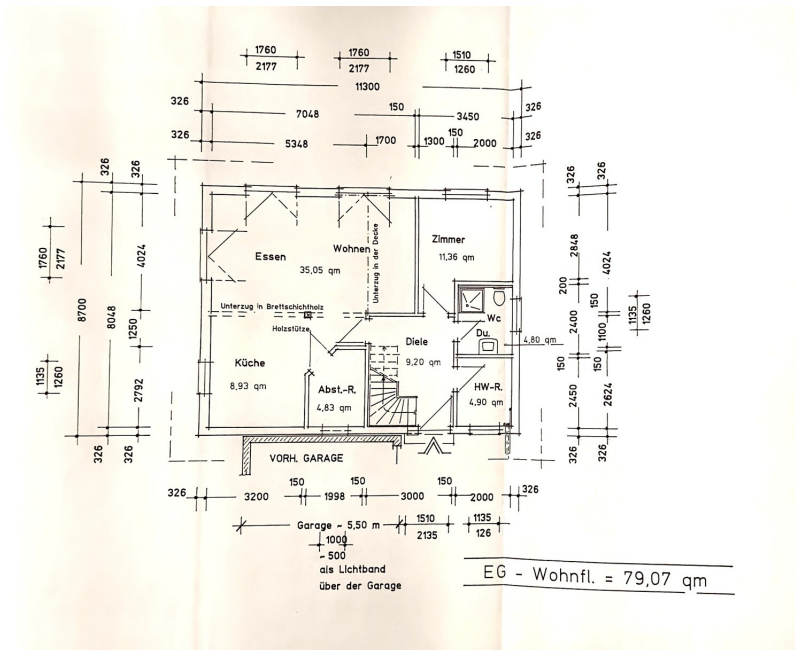 1760
2177
1760
2177
1510
1260
11300
326 7048 150 3450 326
326 5348 1700 1300 150 2000 326
326 326
326 326
1760
2177
4024
8700
8048
1250
1135
1260
2792
326 326
Essen
Wohnen
35,05 qm
Unterzug in der Decke
Zimmer
11,36 qm
Unterzug in Brettschichtholz
Holzstütze
Wc
Du.
4,80 qm
Diele
9,20 qm
Küche
8,93 qm
Abst.-R.
4,83 qm
HW-R.
4,90 qm
VORH. GARAGE
2848
4024
200
150
2400
1100
1135
1260
150
150
2450
2624
326 326
326 3200 150 1998 150 3000 150 2000 326
Garage ~ 5,50 m
1510
2135
1135
126
1000
~ 500
als Lichtband
über der Garage
EG - Wohnfl. = 79,07 qm